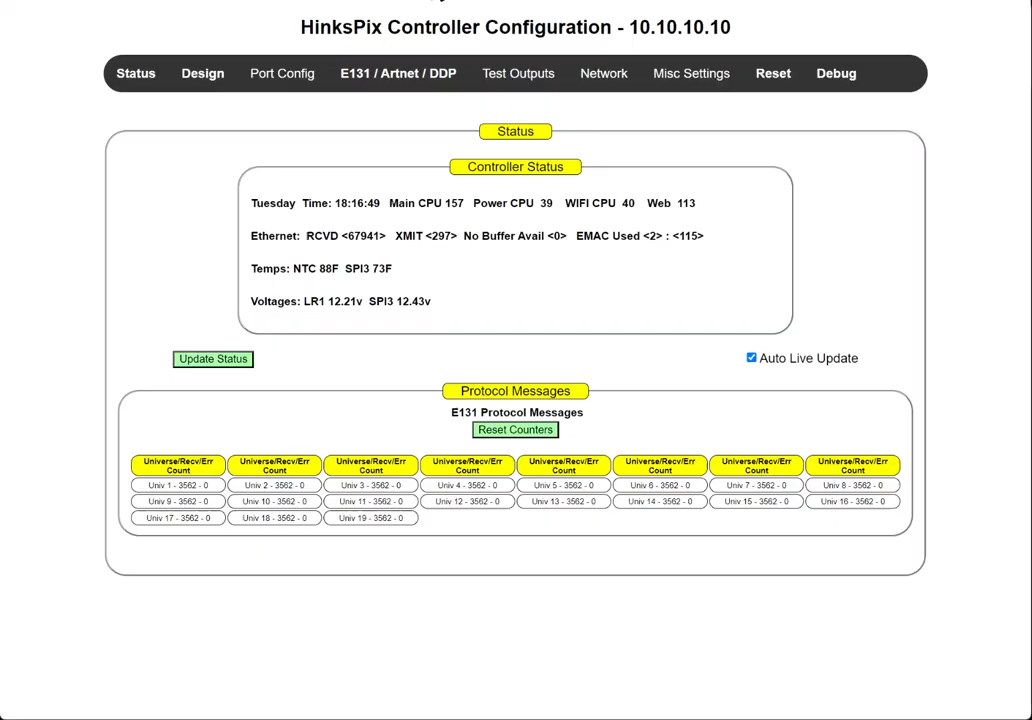 HinksPix Controller Configuration - 10.10.10.10
Status Design Port Config E131 / Artnet / DDP Test Outputs Network Misc Settings Reset Debug
Status
Controller Status
Tuesday Time: 18:16:49 Main CPU 157 Power CPU 39 WIFI CPU 40 Web 113
Ethernet: RCVD <67941> XMIT <297> No Buffer Avail <0> EMAC Used <2> : <115>
Temps: NTC 88F SPI3 73F
Voltages: LR1 12.21v SPI3 12.43v
Update Status Auto Live Update
Protocol Messages
E131 Protocol Messages
Reset Counters
Universe/Recv/Err Universe/Recv/Err Universe/Recv/Err Universe/Recv/Err Universe/Recv/Err Universe/Recv/Err Universe/Recv/Err Universe/Recv/Err
Count Count Count Count Count Count Count Count
Univ 1 - 3562 - 0 Univ 2 - 3562 - 0 Univ 3 - 3562 - 0 Univ 4 - 3562 - 0 Univ 5 - 3562 - 0 Univ 6 - 3562 - 0 Univ 7 - 3562 - 0 Univ 8 - 3562 - 0
Univ 9 - 3562 - 0 Univ 10 - 3562 - 0 Univ 11 - 3562 - 0 Univ 12 - 3562 - 0 Univ 13 - 3562 - 0 Univ 14 - 3562 - 0 Univ 15 - 3562 - 0 Univ 16 - 3562 - 0
Univ 17 - 3562 - 0 Univ 18 - 3562 - 0 Univ 19 - 3562 - 0